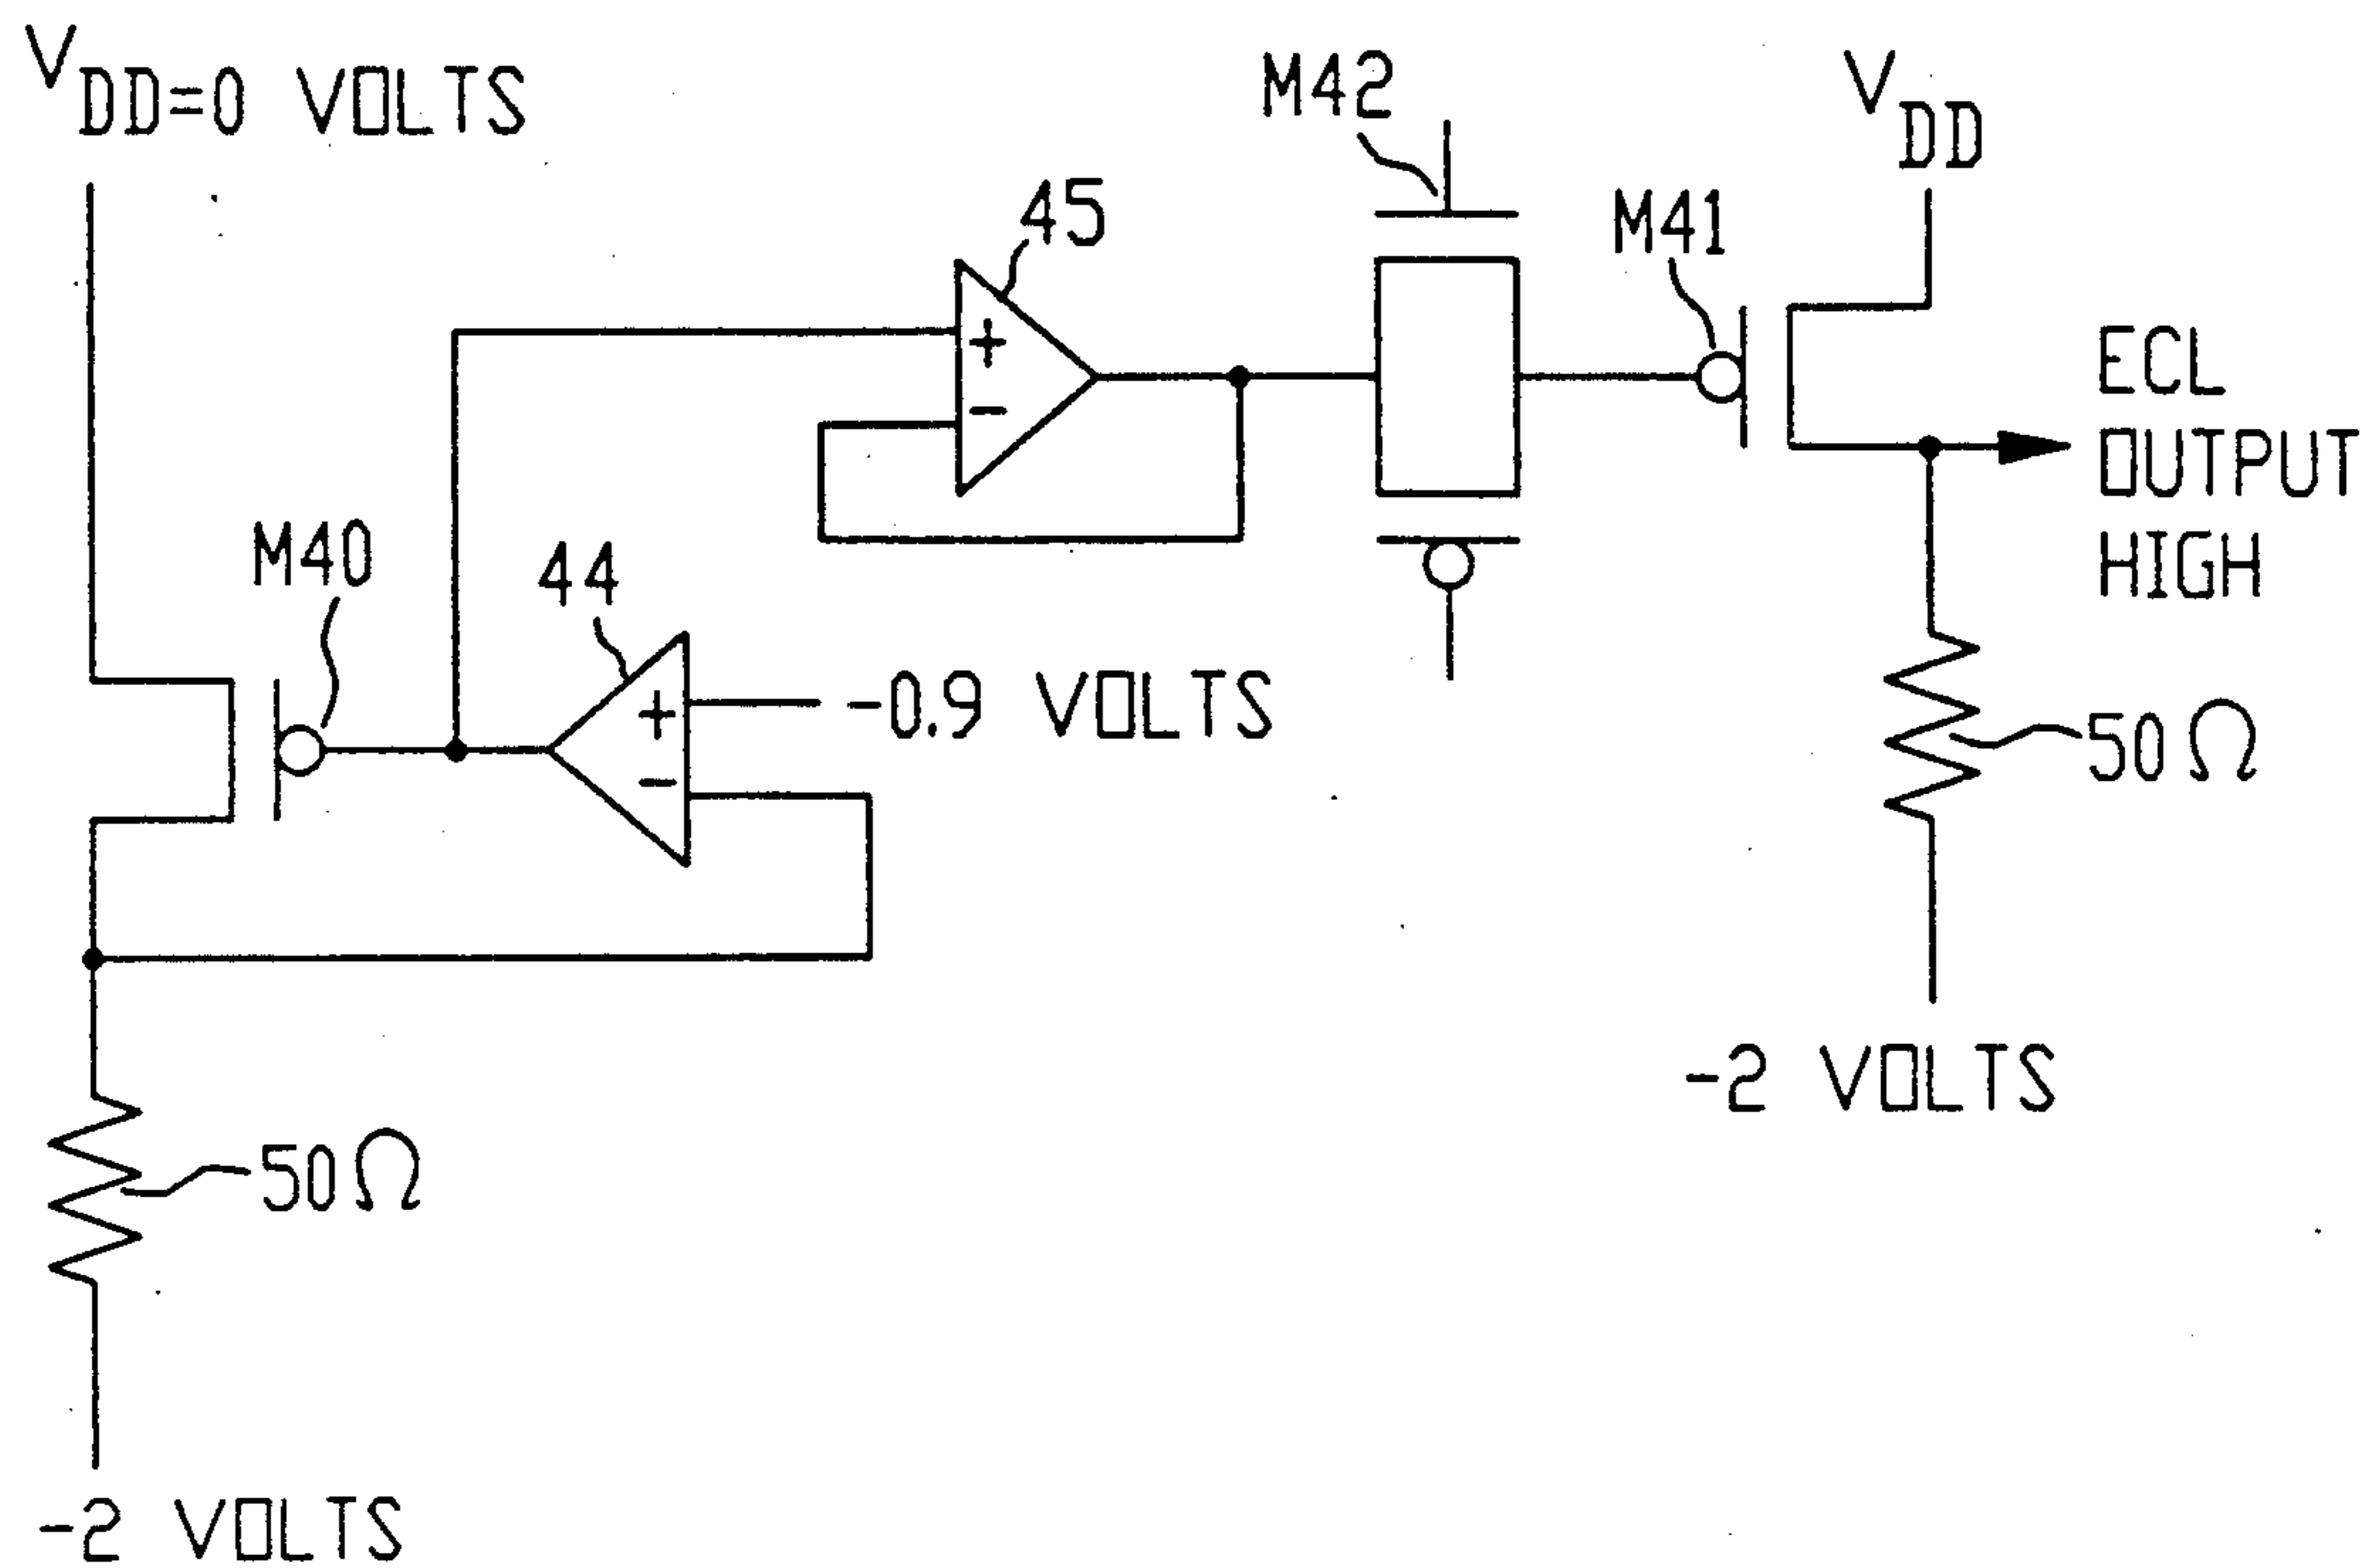 VDD=0 VOLTS
M42
VDD
45
M41
+
-
ECL
OUTPUT
HIGH
M40
44
+
-
-0.9 VOLTS
50Ω
-2 VOLTS
50Ω
-2 VOLTS